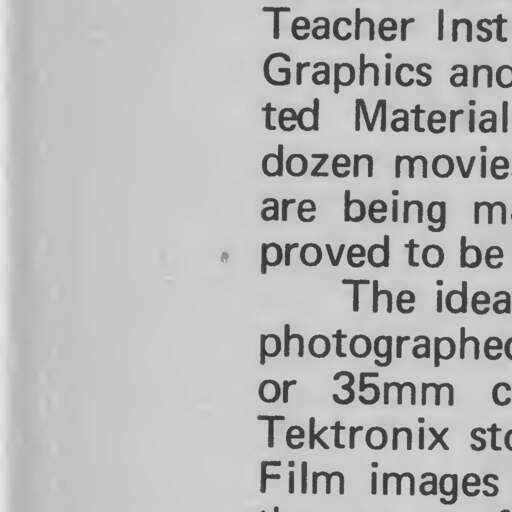 Teacher Inst
Graphics and
ted Material
dozen movie
are being m
proved to be
The idea
photographed
or 35mm c
Tektronix sto
Film images